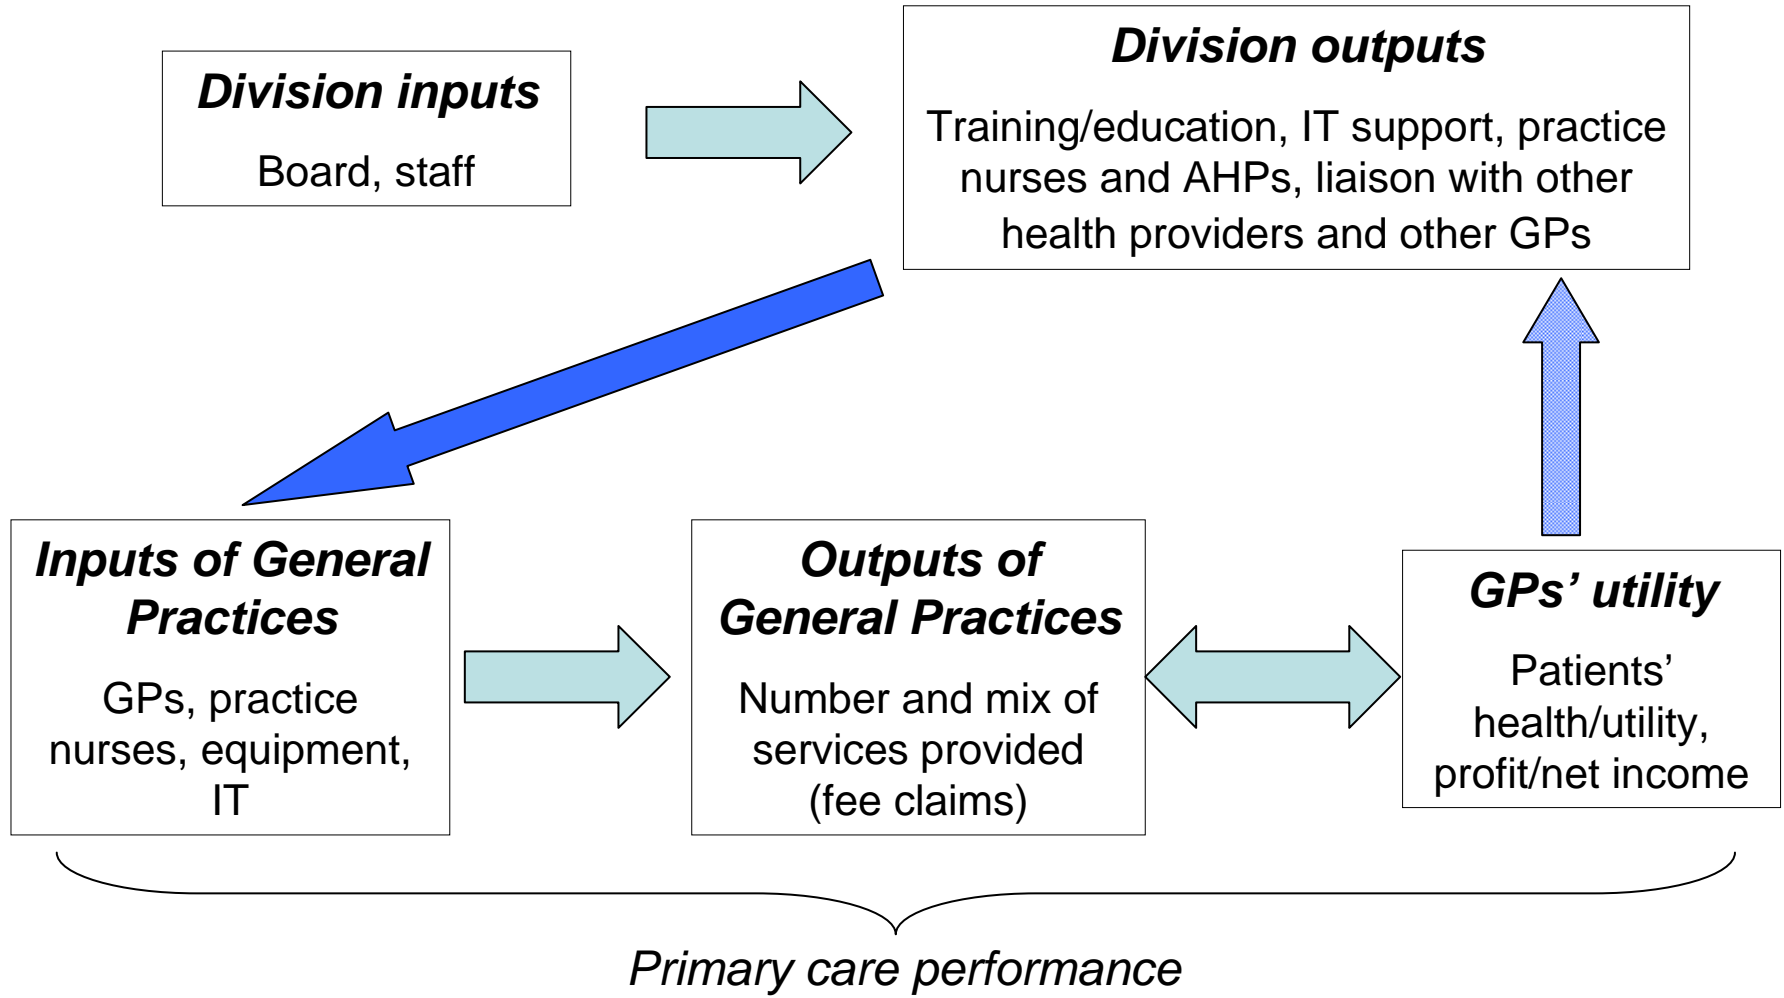 Division inputs
Board, staff
Division outputs
Training/education, IT support, practice
nurses and AHPs, liaison with other
health providers and other GPs
Inputs of General
Practices
GPs, practice
nurses, equipment,
IT
Outputs of
General Practices
Number and mix of
services provided
(fee claims)
GPs’ utility
Patients’
health/utility,
profit/net income
Primary care performance